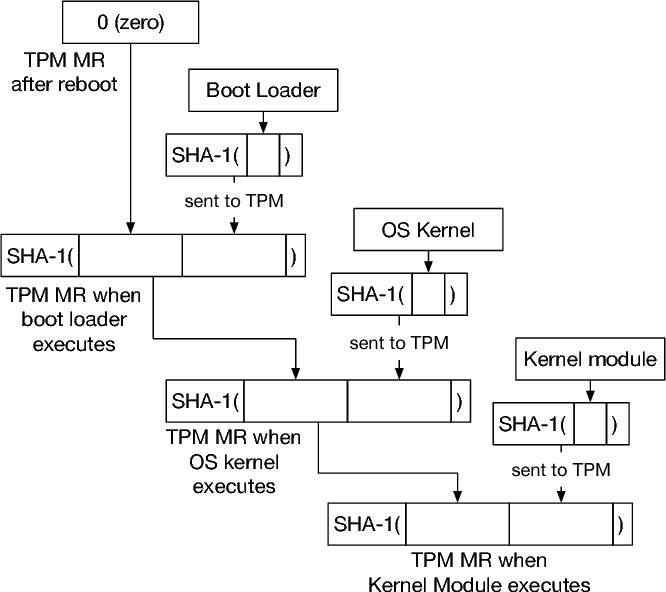 0 (zero)
TPM MR
after reboot
Boot Loader
SHA-1( )
sent to TPM
SHA-1( )
TPM MR when
boot loader
executes
OS Kernel
SHA-1( )
sent to TPM
SHA-1( )
TPM MR when
OS kernel
executes
Kernel module
SHA-1( )
sent to TPM
SHA-1( )
TPM MR when
Kernel Module executes